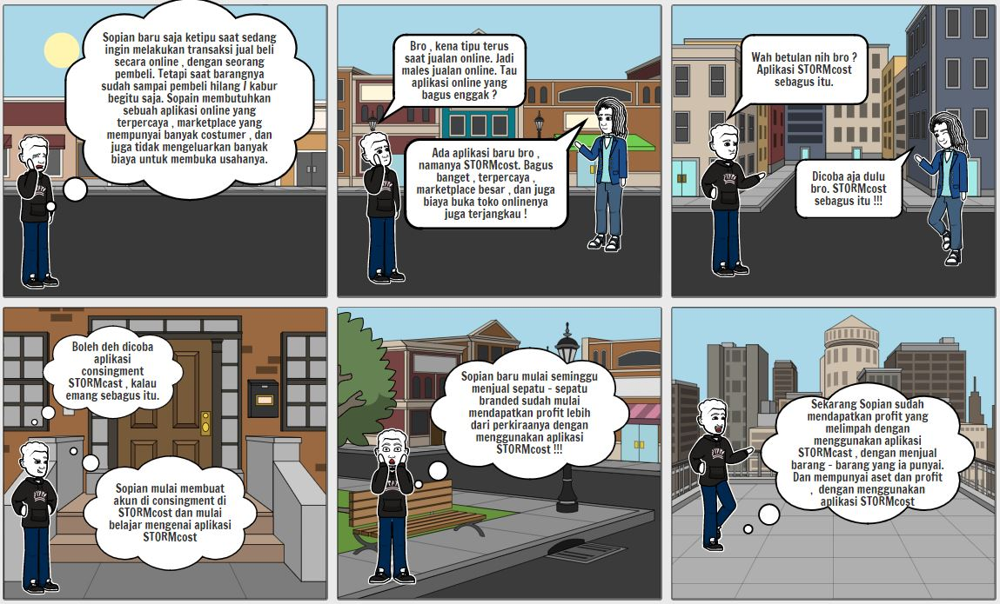 Sopian baru saja ketipu saat sedang
ingin melakukan transaksi jual beli
secara online , dengan seorang
pembeli. Tetapi saat barangnya
sudah sampai pembeli hilang / kabur
begitu saja. Sopain membutuhkan
sebuah aplikasi online yang
terpercaya , marketplace yang
mempunyai banyak costumer , dan
juga tidak mengeluarkan banyak
biaya untuk membuka usahanya.
Bro , kena tipu terus
saat jualan online. Jadi
males jualan online. Tau
aplikasi online yang
bagus enggak ?
Ada aplikasi baru bro ,
namanya STORMcost. Bagus
banget , terpercaya ,
marketplace besar , dan juga
biaya buka toko onlinenya
juga terjangkau !
Wah betulan nih bro ?
Aplikasi STORMcost
sebagus itu.
Dicoba aja dulu
bro. STORMcost
sebagus itu !!!
Boleh deh dicoba
aplikasi
consingment
STORMcast , kalau
emang sebagus itu.
Sopian mulai membuat
akun di consingment di
STORMcost dan mulai
belajar mengenai aplikasi
STORMcost
Sopian baru mulai seminggu
menjual sepatu - sepatu
branded sudah mulai
mendapatkan profit lebih
dari perkiraanya dengan
menggunakan aplikasi
STORMcost !!!
Sekarang Sopian sudah
mendapatkan profit yang
melimpah dengan
menggunakan aplikasi
STORMcast , dengan menjual
barang - barang yang ia punyai.
Dan mempunyai aset dan profit
, dengan menggunakan
aplikasi STORMcost